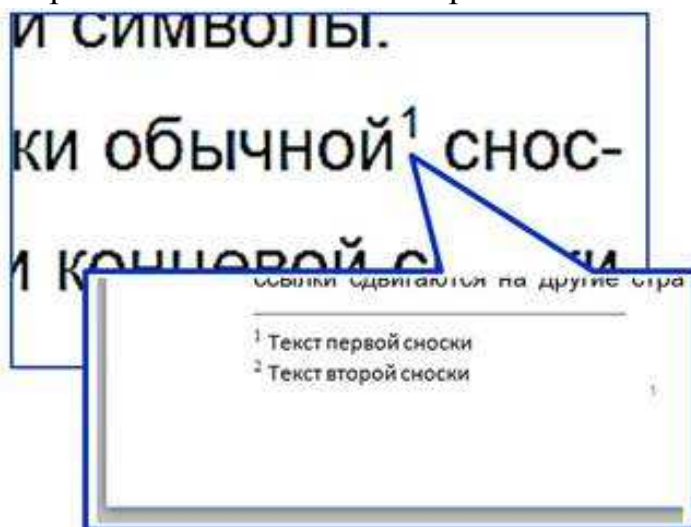 и символы.
ки обычной¹ снос-
и концевой
ссылки сдвигаются на другие стра
¹ Текст первой сноски
² Текст второй сноски
1